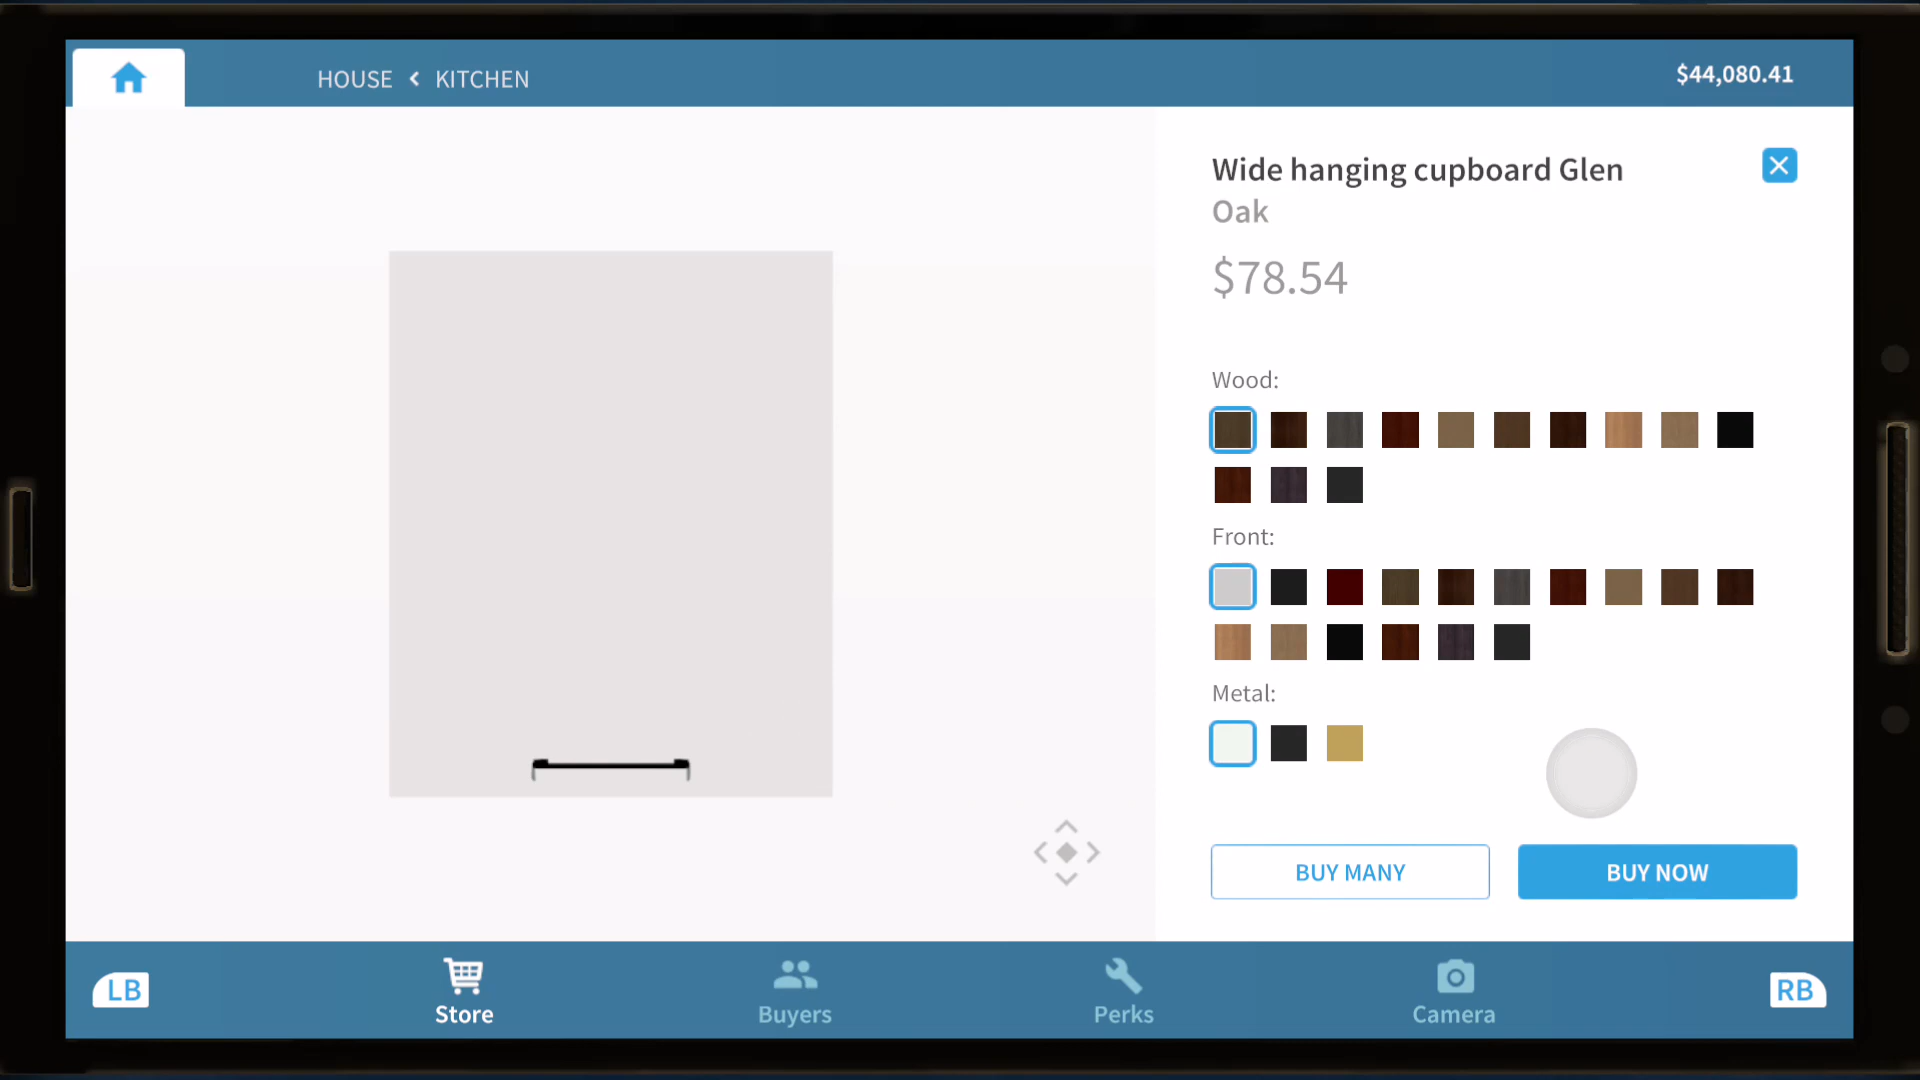 HOUSE < KITCHEN
$44,080.41
Wide hanging cupboard Glen
Oak
$78.54
Wood:
Front:
Metal:
BUY MANY
BUY NOW
LB
Store
Buyers
Perks
Camera
RB